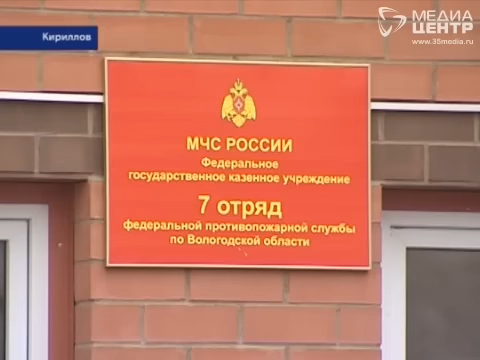 Кириллов
МЕДИА
ЦЕНТР
www.35media.ru
МЧС РОССИИ
Федеральное
государственное казенное учреждение
7 отряд
федеральной противопожарной службы
по Вологодской области